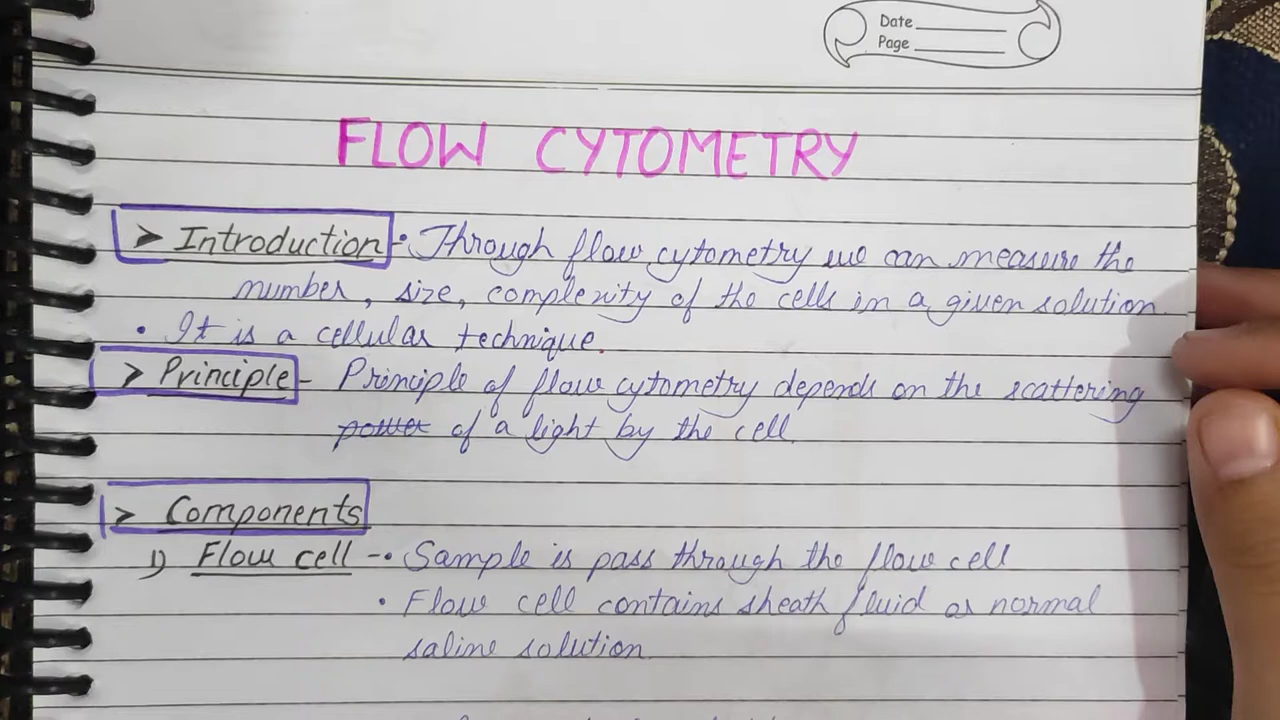 Date
Page
FLOW CYTOMETRY
➤ Introduction - • Through flow cytometry we can measure the
number, size, complexity of the cells in a given solution.
• It is a cellular technique.
➤ Principle - Principle of flow cytometry depends on the scattering
power of a light by the cell.
➤ Components
1) Flow cell - • Sample is pass through the flow cell
• Flow cell contains sheath fluid or normal
saline solution